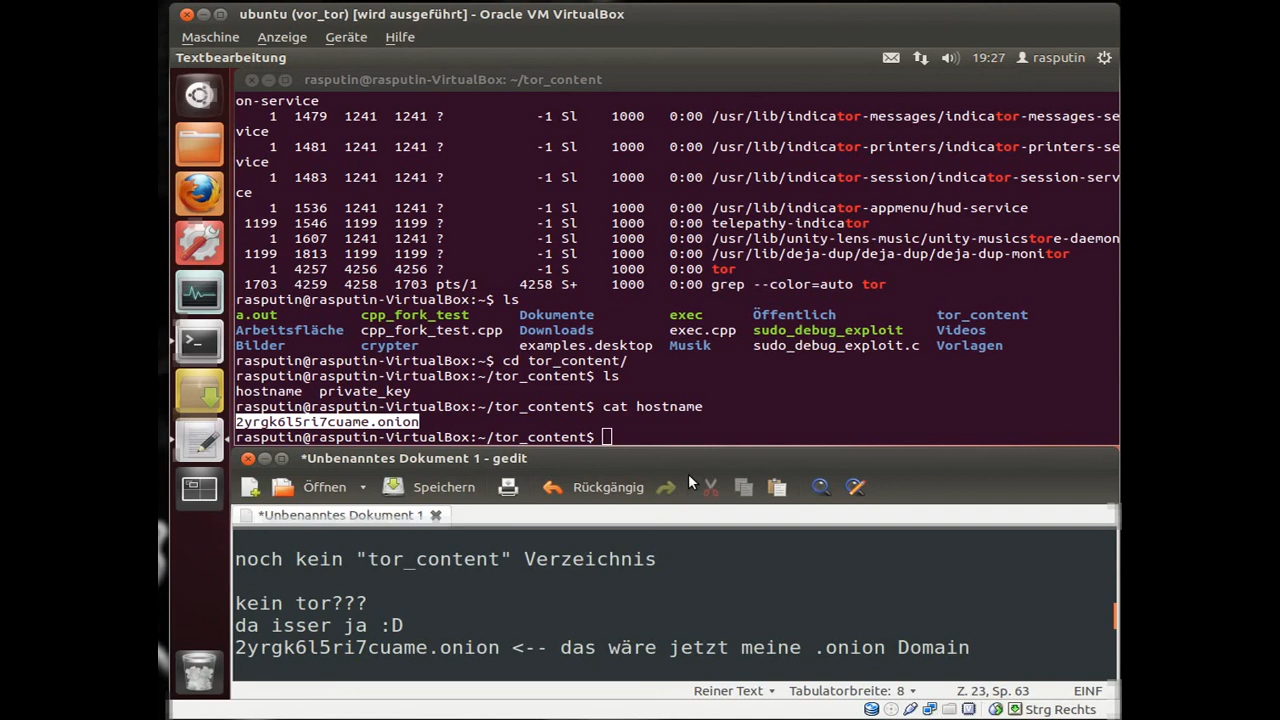 ubuntu (vor_tor) [wird ausgeführt] - Oracle VM VirtualBox
Maschine Anzeige Geräte Hilfe
Textbearbeitung 19:27 rasputin
rasputin@rasputin-VirtualBox: ~/tor_content
on-service
1 1479 1241 1241 ? -1 Sl 1000 0:00 /usr/lib/indicator-messages/indicator-messages-se
vice
1 1481 1241 1241 ? -1 Sl 1000 0:00 /usr/lib/indicator-printers/indicator-printers-se
vice
1 1483 1241 1241 ? -1 Sl 1000 0:00 /usr/lib/indicator-session/indicator-session-serv
ce
1 1536 1241 1241 ? -1 Sl 1000 0:00 /usr/lib/indicator-appmenu/hud-service
1199 1546 1199 1199 ? -1 Sl 1000 0:00 telepathy-indicator
1 1607 1241 1241 ? -1 Sl 1000 0:00 /usr/lib/unity-lens-music/unity-musicstore-daemon
1199 1813 1199 1199 ? -1 Sl 1000 0:00 /usr/lib/deja-dup/deja-dup/deja-dup-monitor
1 4257 4256 4256 ? -1 S 1000 0:00 tor
1703 4259 4258 1703 pts/1 4258 S+ 1000 0:00 grep --color=auto tor
rasputin@rasputin-VirtualBox:~$ ls
a.out cpp_fork_test Dokumente exec Öffentlich tor_content
Arbeitsfläche cpp_fork_test.cpp Downloads exec.cpp sudo_debug_exploit Videos
Bilder crypter examples.desktop Musik sudo_debug_exploit.c Vorlagen
rasputin@rasputin-VirtualBox:~$ cd tor_content/
rasputin@rasputin-VirtualBox:~/tor_content$ ls
hostname private_key
rasputin@rasputin-VirtualBox:~/tor_content$ cat hostname
2yrgk6l5ri7cuame.onion
rasputin@rasputin-VirtualBox:~/tor_content$
*Unbenanntes Dokument 1 - gedit
Öffnen Speichern Rückgängig
*Unbenanntes Dokument 1
noch kein "tor_content" Verzeichnis
kein tor???
da isser ja :D
2yrgk6l5ri7cuame.onion <-- das wäre jetzt meine .onion Domain
Reiner Text Tabulatorbreite: 8 Z. 23, Sp. 63 EINF
Strg Rechts